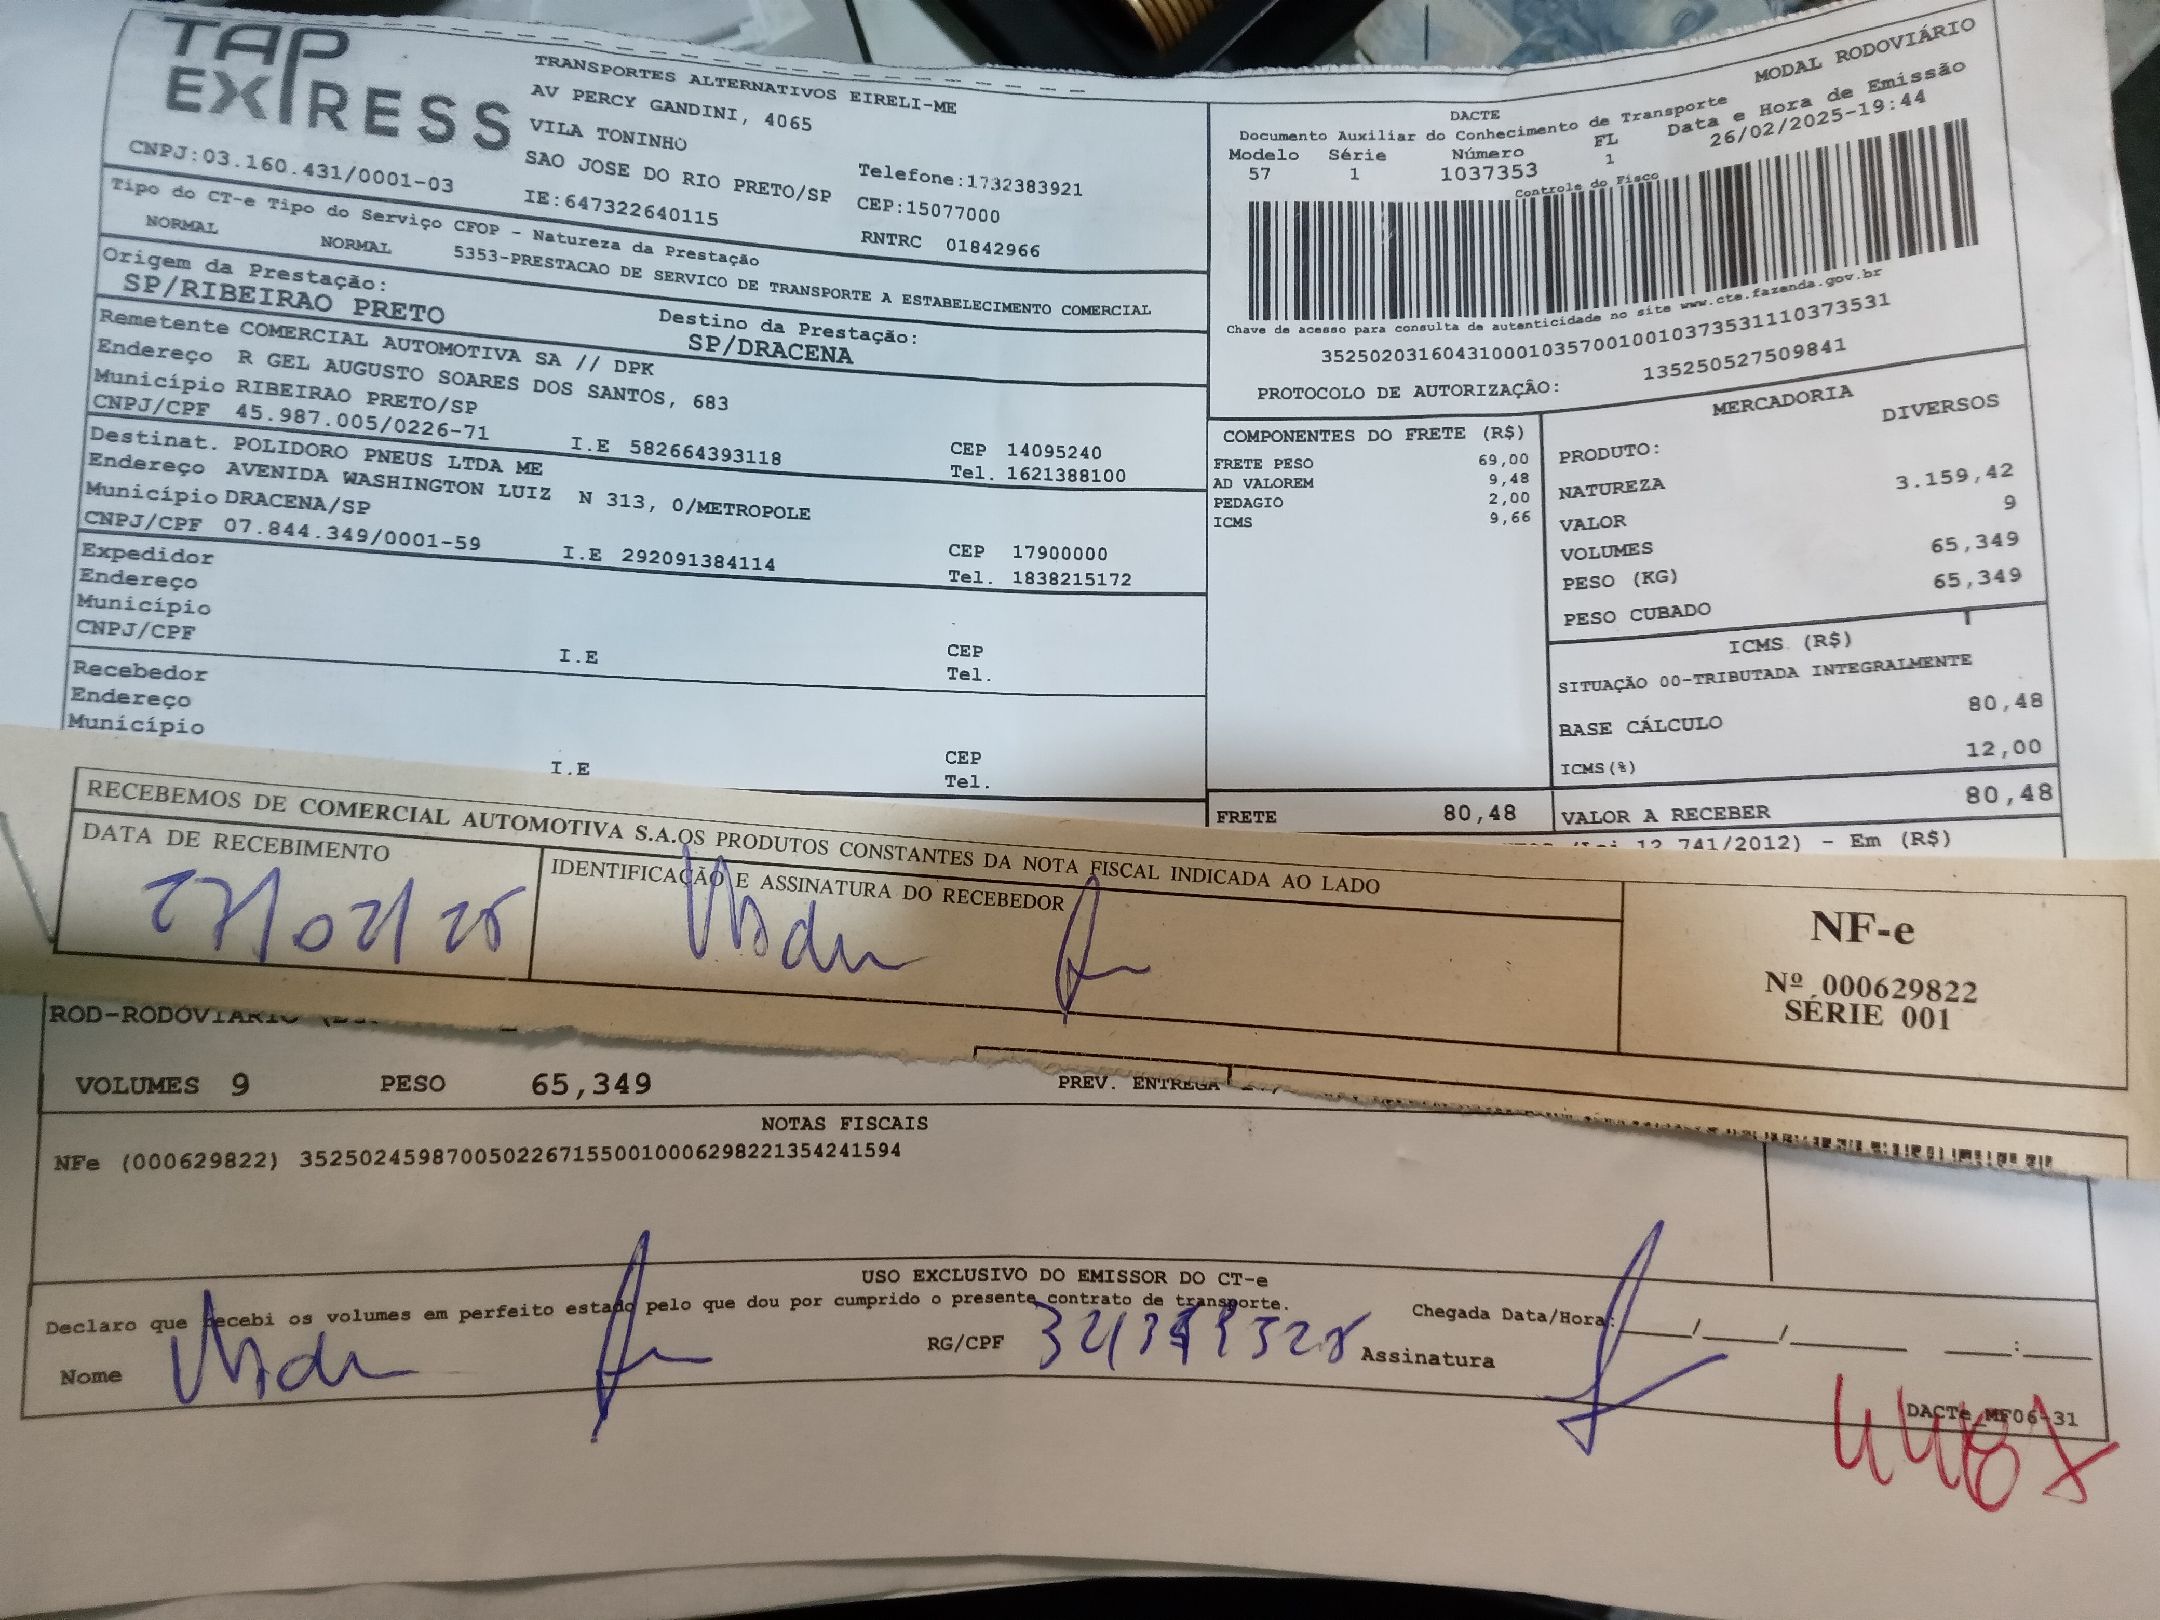 TAP EXPRESS
TRANSPORTES ALTERNATIVOS EIRELI-ME
AV PERCY GANDINI, 4065
VILA TONINHO
SAO JOSE DO RIO PRETO/SP
Telefone:1732383921
CNPJ:03.160.431/0001-03
IE:647322640115
CEP:15077000
RNTRC 01842966
Tipo do CT-e Tipo do Serviço CFOP - Natureza da Prestação
NORMAL NORMAL 5353-PRESTACAO DE SERVICO DE TRANSPORTE A ESTABELECIMENTO COMERCIAL
Origem da Prestação:
SP/RIBEIRAO PRETO
Destino da Prestação:
SP/DRACENA
Remetente COMERCIAL AUTOMOTIVA SA // DPK
Endereço R GEL AUGUSTO SOARES DOS SANTOS, 683
Município RIBEIRAO PRETO/SP CEP 14095240
CNPJ/CPF 45.987.005/0226-71 I.E 582664393118 Tel. 1621388100
Destinat. POLIDORO PNEUS LTDA ME
Endereço AVENIDA WASHINGTON LUIZ N 313, 0/METROPOLE
Município DRACENA/SP CEP 17900000
CNPJ/CPF 07.844.349/0001-59 I.E 292091384114 Tel. 1838215172
Expedidor
Endereço
Município CEP
CNPJ/CPF I.E Tel.
Recebedor
Endereço
Município CEP
I.E Tel.
DACTE MODAL RODOVIÁRIO
Documento Auxiliar do Conhecimento de Transporte
Modelo Série Número FL Data e Hora de Emissão
57 1 1037353 1 26/02/2025-19:44
Controle do Fisco
Chave de acesso para consulta de autenticidade no site www.cte.fazenda.gov.br
35250203160431000103570010010373531110373531
PROTOCOLO DE AUTORIZAÇÃO: 135250527509841
COMPONENTES DO FRETE (R$)
FRETE PESO 69,00
AD VALOREM 9,48
PEDAGIO 2,00
ICMS 9,66
MERCADORIA
PRODUTO: DIVERSOS
NATUREZA
VALOR 3.159,42
VOLUMES 9
PESO (KG) 65,349
PESO CUBADO 65,349
ICMS (R$)
SITUAÇÃO 00-TRIBUTADA INTEGRALMENTE
BASE CÁLCULO 80,48
ICMS(%) 12,00
FRETE 80,48 VALOR A RECEBER 80,48
12.741/2012) - Em (R$)
RECEBEMOS DE COMERCIAL AUTOMOTIVA S.A.OS PRODUTOS CONSTANTES DA NOTA FISCAL INDICADA AO LADO
DATA DE RECEBIMENTO
27/02/25
IDENTIFICAÇÃO E ASSINATURA DO RECEBEDOR
NF-e
Nº 000629822
SÉRIE 001
ROD-RODOVIARIO
VOLUMES 9 PESO 65,349 PREV. ENTREGA
NOTAS FISCAIS
NFe (000629822) 35250245987005022671550010006298221354241594
USO EXCLUSIVO DO EMISSOR DO CT-e
Declaro que recebi os volumes em perfeito estado pelo que dou por cumprido o presente contrato de transporte.
Chegada Data/Hora: ____/____/______ ____:____
Nome RG/CPF Assinatura
DACTe_MF06-31